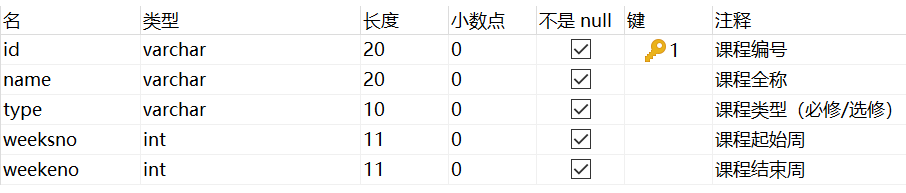 名 类型 长度 小数点 不是 null 键 注释
id varchar 20 0 1 课程编号
name varchar 20 0 课程全称
type varchar 10 0 课程类型（必修/选修）
weeksno int 11 0 课程起始周
weekeno int 11 0 课程结束周